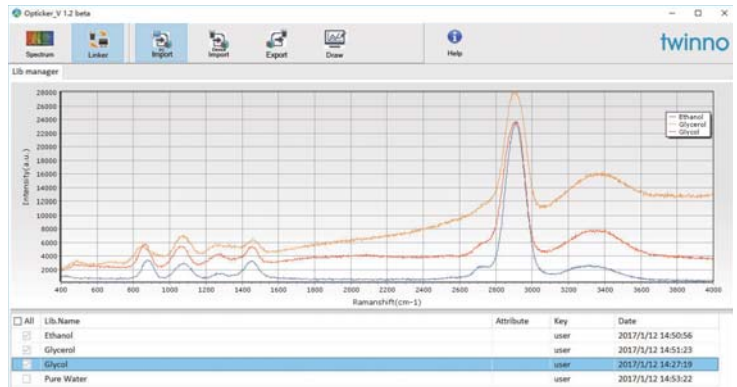 Opticker_V 1.2 beta
Spectrum Linker Import Import Export Draw Help twinno
Lib manager
28000
26000
24000
22000
20000
18000
16000
14000
12000
10000
8000
6000
4000
2000
Intensity(a.u.)
Ethanol
Glycerol
Glycol
400 600 800 1000 1200 1400 1600 1800 2000 2200 2400 2600 2800 3000 3200 3400 3600 3800 4000
Ramanshift(cm-1)
All Lib.Name Attribute Key Date
Ethanol user 2017/1/12 14:50:56
Glycerol user 2017/1/12 14:51:23
Glycol user 2017/1/12 14:27:19
Pure Water user 2017/1/12 14:53:22